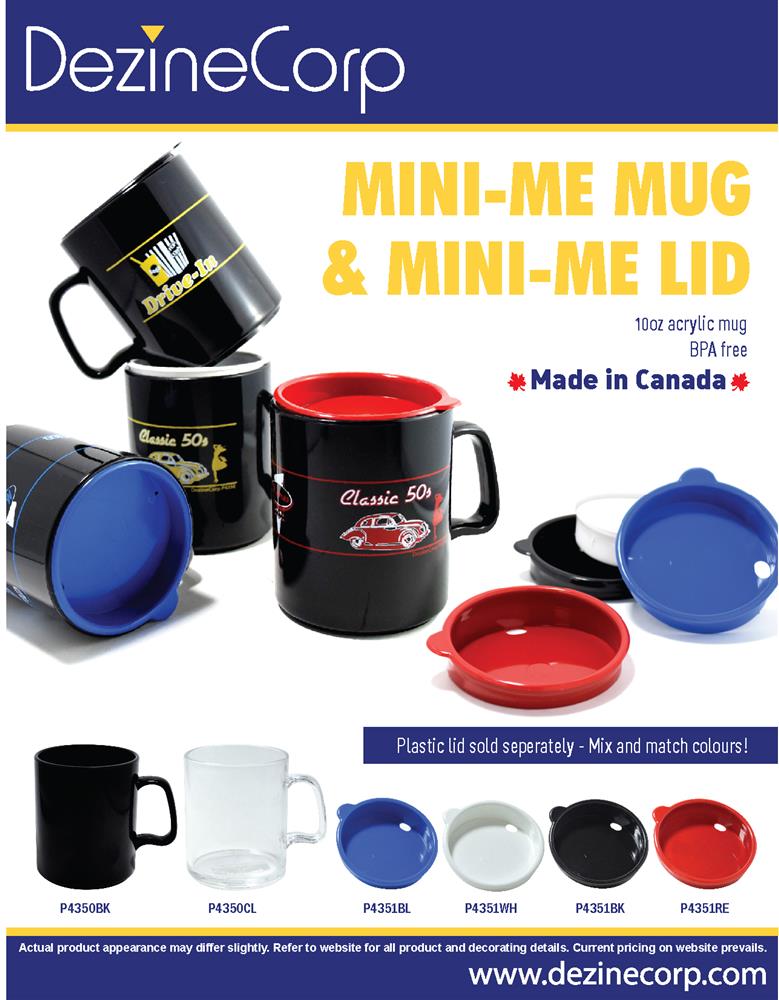 DezineCorp
MINI-ME MUG
& MINI-ME LID
10oz acrylic mug
BPA free
Made in Canada
Drive-In
Classic 50s
Classic 50s
Plastic lid sold seperately - Mix and match colours!
P4350BK
P4350CL
P4351BL
P4351WH
P4351BK
P4351RE
Actual product appearance may differ slightly. Refer to website for all product and decorating details. Current pricing on website prevails.
www.dezinecorp.com